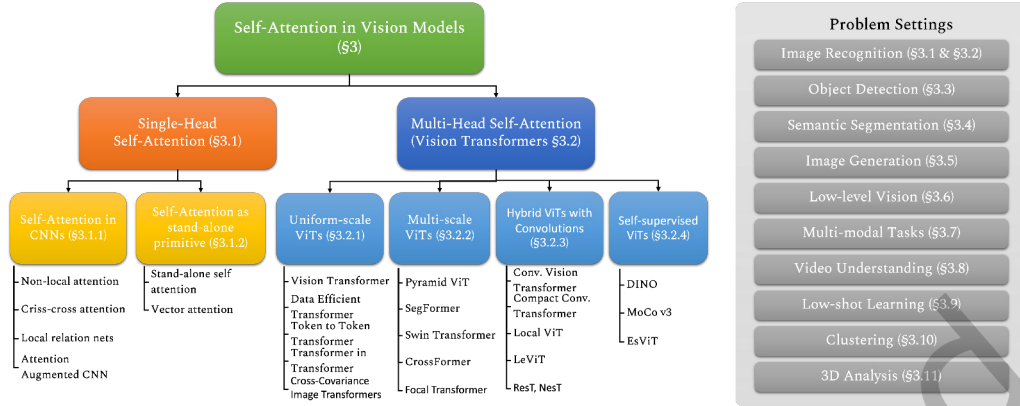 Self-Attention in Vision Models
(§3)
Single-Head
Self-Attention (§3.1)
Multi-Head Self-Attention
(Vision Transformers §3.2)
Self-Attention in
CNNs (§3.1.1)
Self-Attention as
stand-alone
primitive (§3.1.2)
Uniform-scale
ViTs (§3.2.1)
Multi-scale
ViTs (§3.2.2)
Hybrid ViTs with
Convolutions
(§3.2.3)
Self-supervised
ViTs (§3.2.4)
Non-local attention
Criss-cross attention
Local relation nets
Attention
Augmented CNN
Stand-alone self
attention
Vector attention
Vision Transformer
Data Efficient
Transformer
Token to Token
Transformer
Transformer in
Transformer
Cross-Covariance
Image Transformers
Pyramid ViT
SegFormer
Swin Transformer
CrossFormer
Focal Transformer
Conv. Vision
Transformer
Compact Conv.
Transformer
Local ViT
LeViT
ResT, NesT
DINO
MoCo v3
EsViT
Problem Settings
Image Recognition (§3.1 & §3.2)
Object Detection (§3.3)
Semantic Segmentation (§3.4)
Image Generation (§3.5)
Low-level Vision (§3.6)
Multi-modal Tasks (§3.7)
Video Understanding (§3.8)
Low-shot Learning (§3.9)
Clustering (§3.10)
3D Analysis (§3.11)